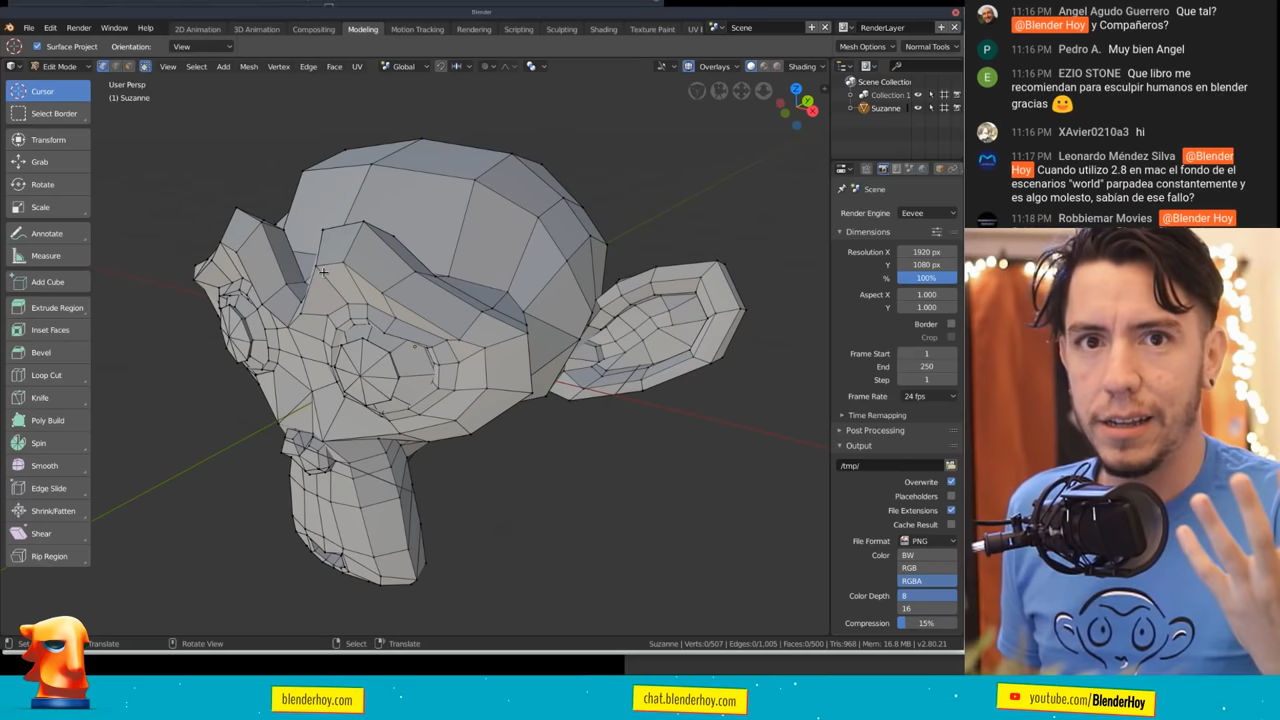 Blender
File
Edit
Render
Window
Help
2D Animation
3D Animation
Compositing
Modeling
Motion Tracking
Rendering
Scripting
Sculpting
Shading
Texture Paint
UV
Scene
RenderLayer
Surface Project
Orientation:
View
Mesh Options
Normal Tools
Edit Mode
View
Select
Add
Mesh
Vertex
Edge
Face
UV
Global
Overlays
Shading
User Persp
(1) Suzanne
Cursor
Select Border
Transform
Grab
Rotate
Scale
Annotate
Measure
Add Cube
Extrude Region
Inset Faces
Bevel
Loop Cut
Knife
Poly Build
Spin
Smooth
Edge Slide
Shrink/Fatten
Shear
Rip Region
Z
Y
X
Scene Collection
Collection 1
Suzanne
Scene
Render Engine
Eevee
Dimensions
Resolution X
1920 px
Y
1080 px
%
100%
Aspect X
1.000
Y
1.000
Border
Crop
Frame Start
1
End
250
Step
1
Frame Rate
24 fps
Time Remapping
Post Processing
Output
/tmp/
Overwrite
Placeholders
File Extensions
Cache Result
File Format
PNG
Color
BW
RGB
RGBA
Color Depth
8
16
Compression
15%
Translate
Rotate View
Select
Translate
Suzanne | Verts:0/507 | Edges:0/1,005 | Faces:0/500 | Tris:968 | Mem: 16.8 MB | v2.80.21
11:16 PM Angel Agudo Guerrero Que tal?
@Blender Hoy y Compañeros?
P
11:16 PM Pedro A. Muy bien Angel
E
11:16 PM EZIO STONE Que libro me
recomiendan para esculpir humanos en blender
gracias
11:16 PM XAvier0210a3 hi
11:17 PM Leonardo Méndez Silva @Blender
Hoy Cuando utilizo 2.8 en mac el fondo del
escenarios "world" parpadea constantemente y
es algo molesto, sabían de ese fallo?
11:18 PM Robbiemar Movies @Blender Hoy
blenderhoy.com
chat.blenderhoy.com
youtube.com/BlenderHoy